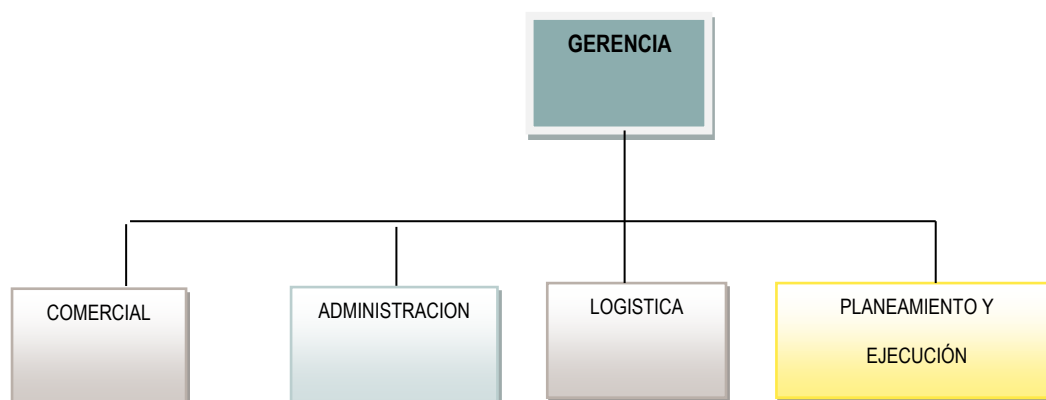 GERENCIA
COMERCIAL
ADMINISTRACION
LOGISTICA
PLANEAMIENTO Y
EJECUCIÓN